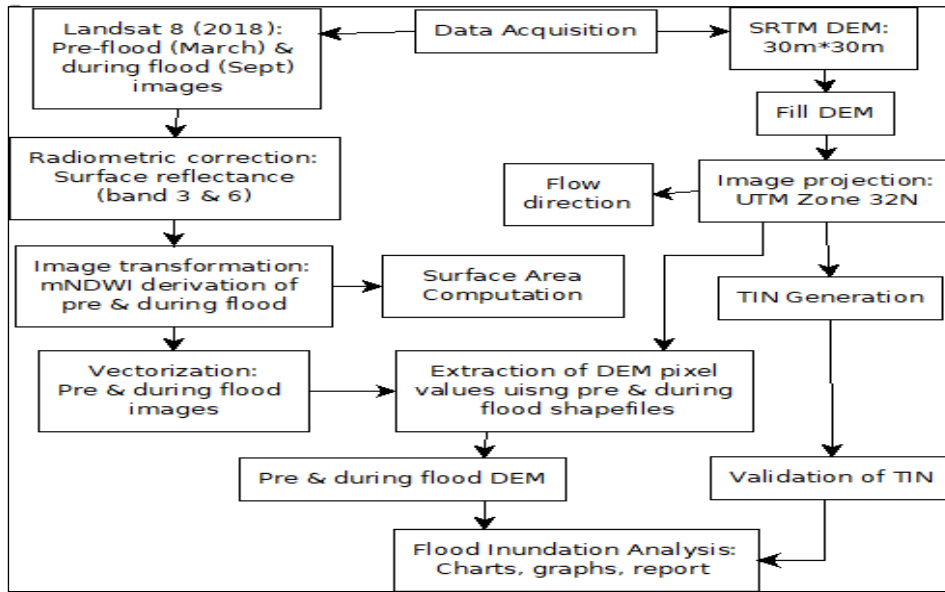 Landsat 8 (2018):
Pre-flood (March) &
during flood (Sept)
images
Data Acquisition
SRTM DEM:
30m*30m
Fill DEM
Radiometric correction:
Surface reflectance
(band 3 & 6)
Flow
direction
Image projection:
UTM Zone 32N
Image transformation:
mNDWI derivation of
pre & during flood
Surface Area
Computation
TIN Generation
Vectorization:
Pre & during flood
images
Extraction of DEM pixel
values uisng pre & during
flood shapefiles
Pre & during flood DEM
Validation of TIN
Flood Inundation Analysis:
Charts, graphs, report